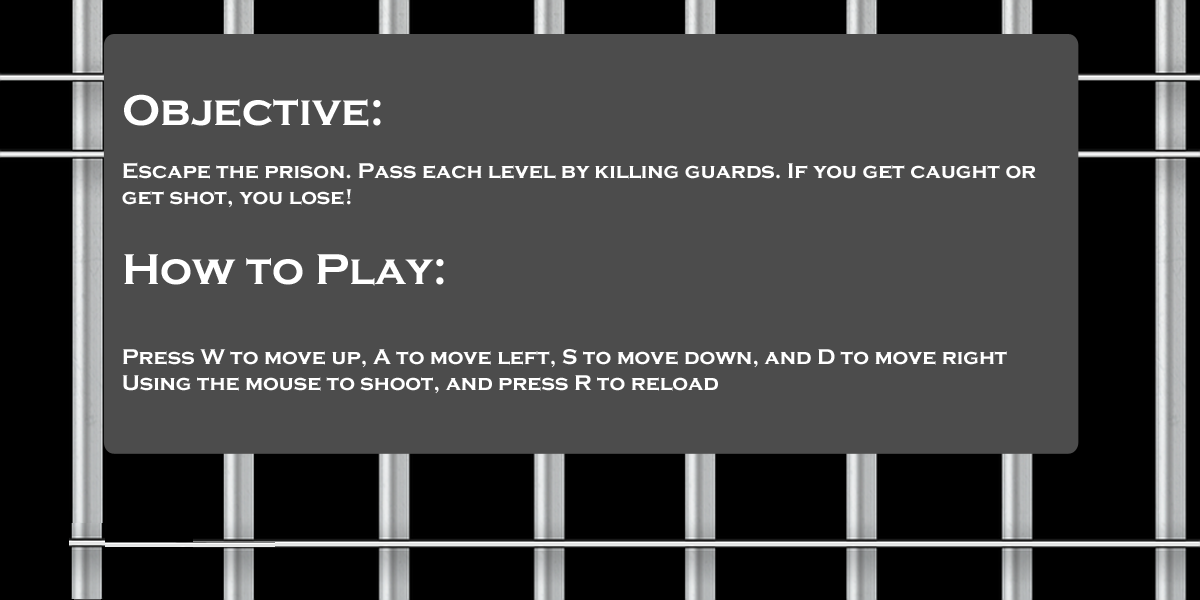 Objective:
Escape the prison. Pass each level by killing guards. If you get caught or
get shot, you lose!
How to Play:
Press W to move up, A to move left, S to move down, and D to move right
Using the mouse to shoot, and press R to reload